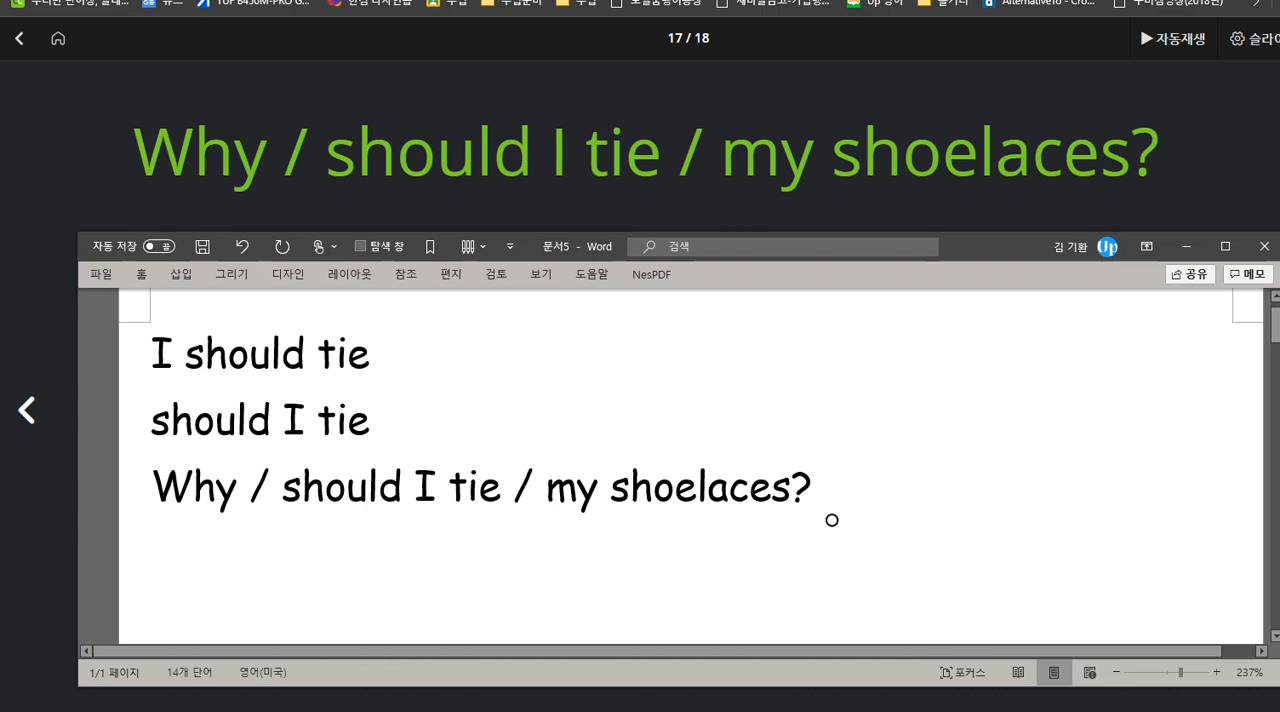 17 / 18
자동재생
Why / should I tie / my shoelaces?
자동 저장 끔 탐색 창 문서5 - Word 검색 김 기환 Up
파일 홈 삽입 그리기 디자인 레이아웃 참조 편지 검토 보기 도움말 NesPDF 공유 메모
I should tie
should I tie
Why / should I tie / my shoelaces?
1/1 페이지 14개 단어 영어(미국) 포커스 237%